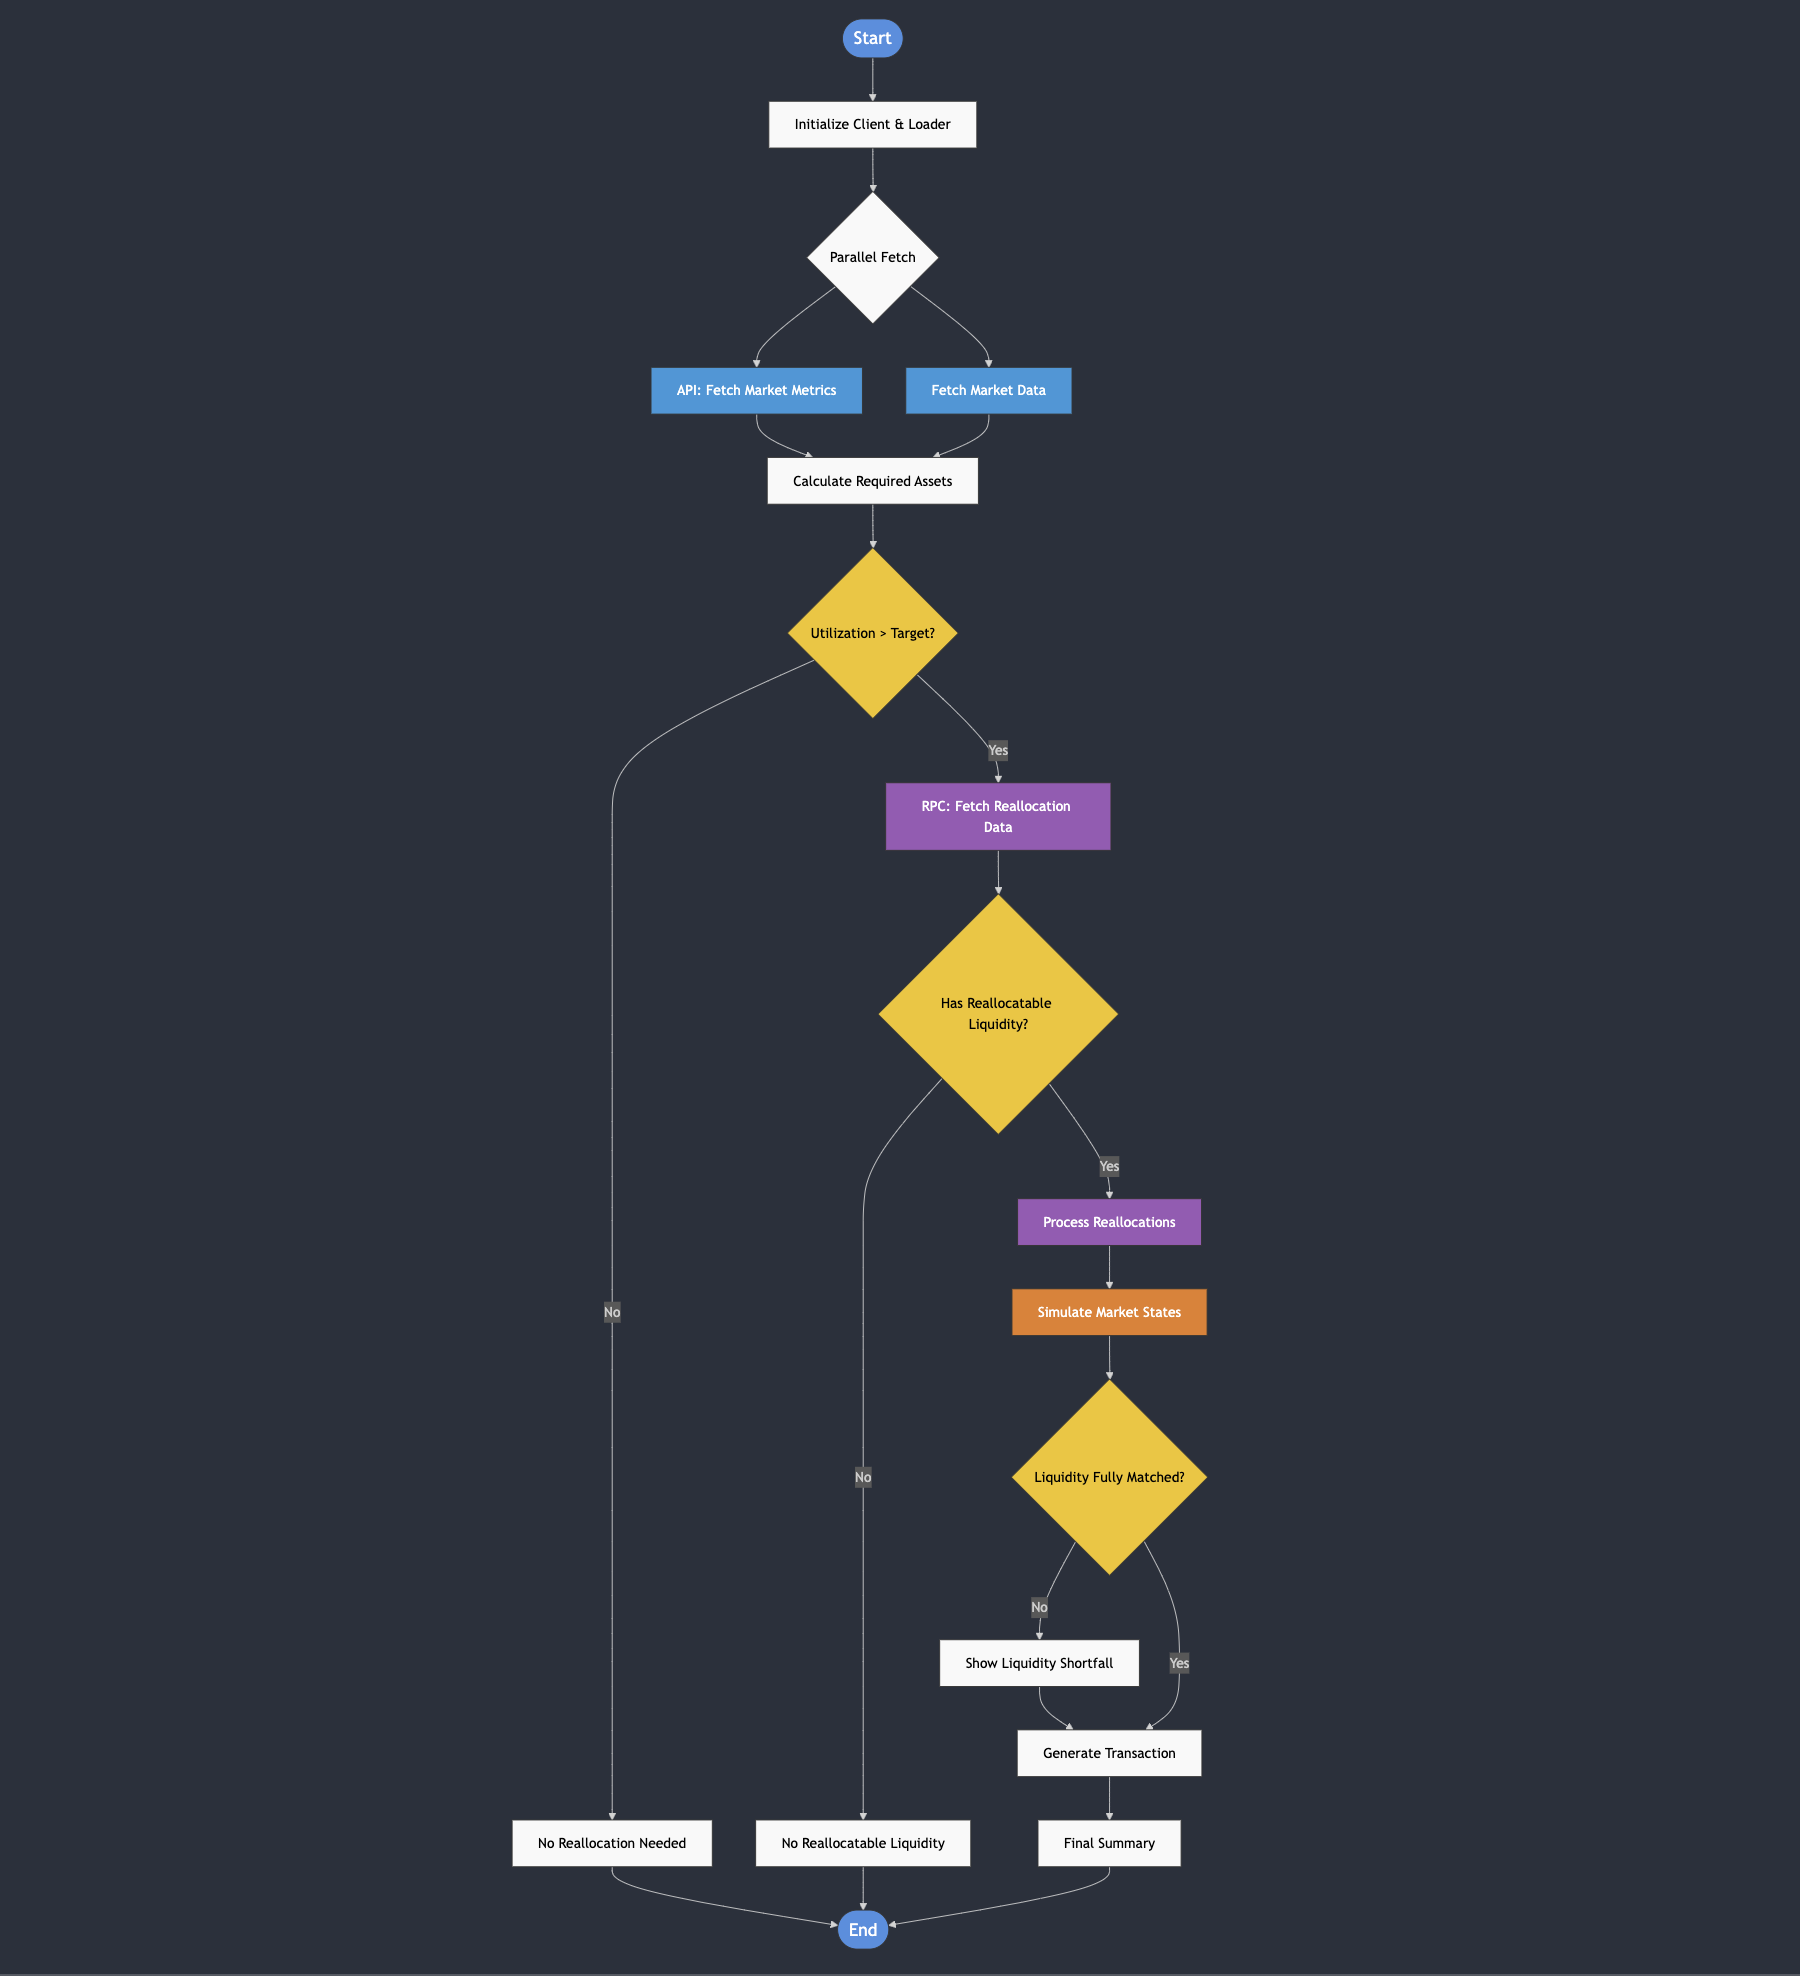 Start
Initialize Client & Loader
Parallel Fetch
API: Fetch Market Metrics
Fetch Market Data
Calculate Required Assets
Utilization > Target?
Yes
RPC: Fetch Reallocation
Data
Has Reallocatable
Liquidity?
Yes
Process Reallocations
No
Simulate Market States
No
Liquidity Fully Matched?
No
Show Liquidity Shortfall
Yes
Generate Transaction
No Reallocation Needed
No Reallocatable Liquidity
Final Summary
End